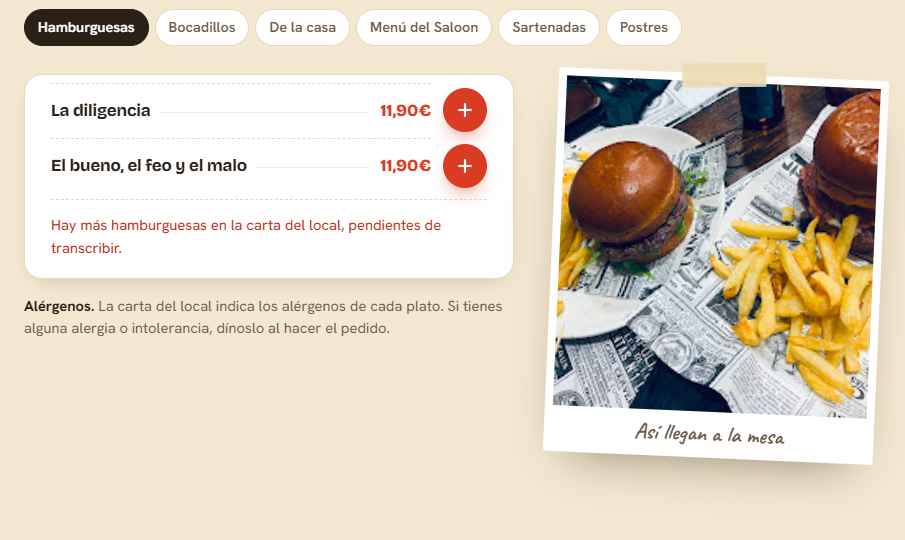 Hamburguesas
Bocadillos
De la casa
Menú del Saloon
Sartenadas
Postres
La diligencia 11,90€ +
El bueno, el feo y el malo 11,90€ +
Hay más hamburguesas en la carta del local, pendientes de
transcribir.
Alérgenos. La carta del local indica los alérgenos de cada plato. Si tienes
alguna alergia o intolerancia, dínoslo al hacer el pedido.
Así llegan a la mesa